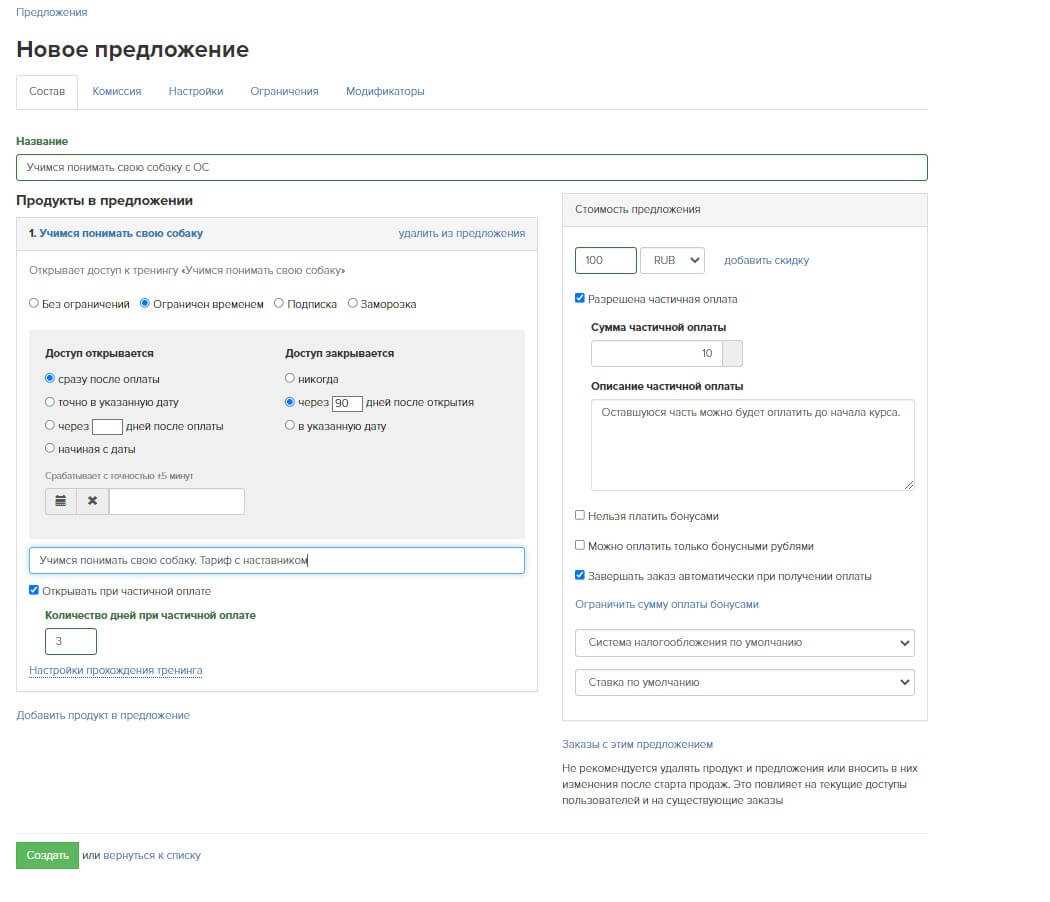 Предложения
Новое предложение
Состав
Комиссия
Настройки
Ограничения
Модификаторы
Название
Учимся понимать свою собаку с ОС
Продукты в предложении
1. Учимся понимать свою собаку
удалить из предложения
Открывает доступ к тренингу «Учимся понимать свою собаку»
Без ограничений
Ограничен временем
Подписка
Заморозка
Доступ открывается
сразу после оплаты
точно в указанную дату
через дней после оплаты
начиная с даты
Срабатывает с точностью ±5 минут
Доступ закрывается
никогда
через 90 дней после открытия
в указанную дату
Учимся понимать свою собаку. Тариф с наставником
Открывать при частичной оплате
Количество дней при частичной оплате
3
Настройки прохождения тренинга
Добавить продукт в предложение
Стоимость предложения
100
RUB
добавить скидку
Разрешена частичная оплата
Сумма частичной оплаты
10
Описание частичной оплаты
Оставшуюся часть можно будет оплатить до начала курса.
Нельзя платить бонусами
Можно оплатить только бонусными рублями
Завершать заказ автоматически при получении оплаты
Ограничить сумму оплаты бонусами
Система налогообложения по умолчанию
Ставка по умолчанию
Заказы с этим предложением
Не рекомендуется удалять продукт и предложения или вносить в них
изменения после старта продаж. Это повлияет на текущие доступы
пользователей и на существующие заказы
Создать или вернуться к списку